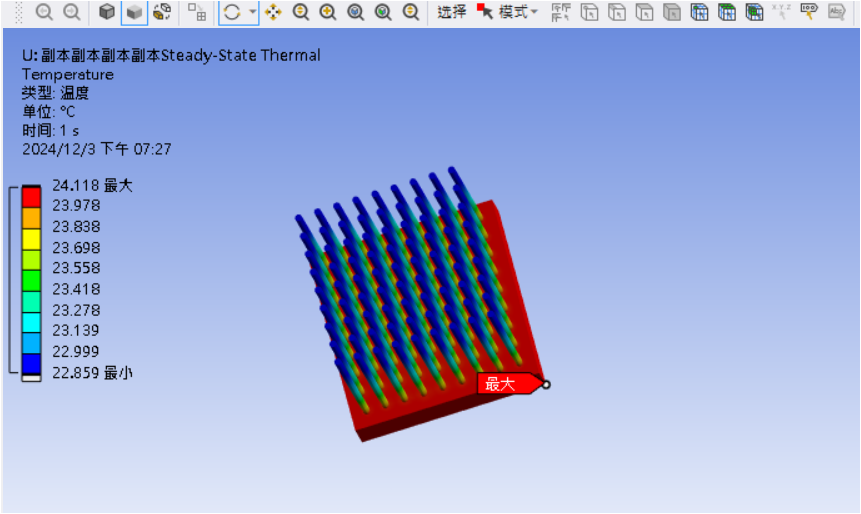 选择 模式
U: 副本副本副本副本Steady-State Thermal
Temperature
类型: 温度
单位: °C
时间: 1 s
2024/12/3 下午 07:27
24.118 最大
23.978
23.838
23.698
23.558
23.418
23.278
23.139
22.999
22.859 最小
最大